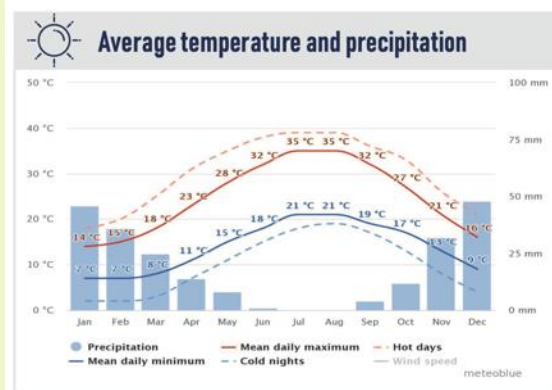 Average temperature and precipitation
50 °C
100 mm
40 °C
75 mm
30 °C
50 mm
20 °C
25 mm
10 °C
0 °C
0 mm
14 °C
15 °C
18 °C
23 °C
28 °C
32 °C
35 °C
35 °C
32 °C
27 °C
21 °C
16 °C
7 °C
7 °C
8 °C
11 °C
15 °C
18 °C
21 °C
21 °C
19 °C
17 °C
13 °C
9 °C
Jan Feb Mar Apr May Jun Jul Aug Sep Oct Nov Dec
Precipitation Mean daily maximum Hot days
Mean daily minimum Cold nights Wind speed
meteoblue